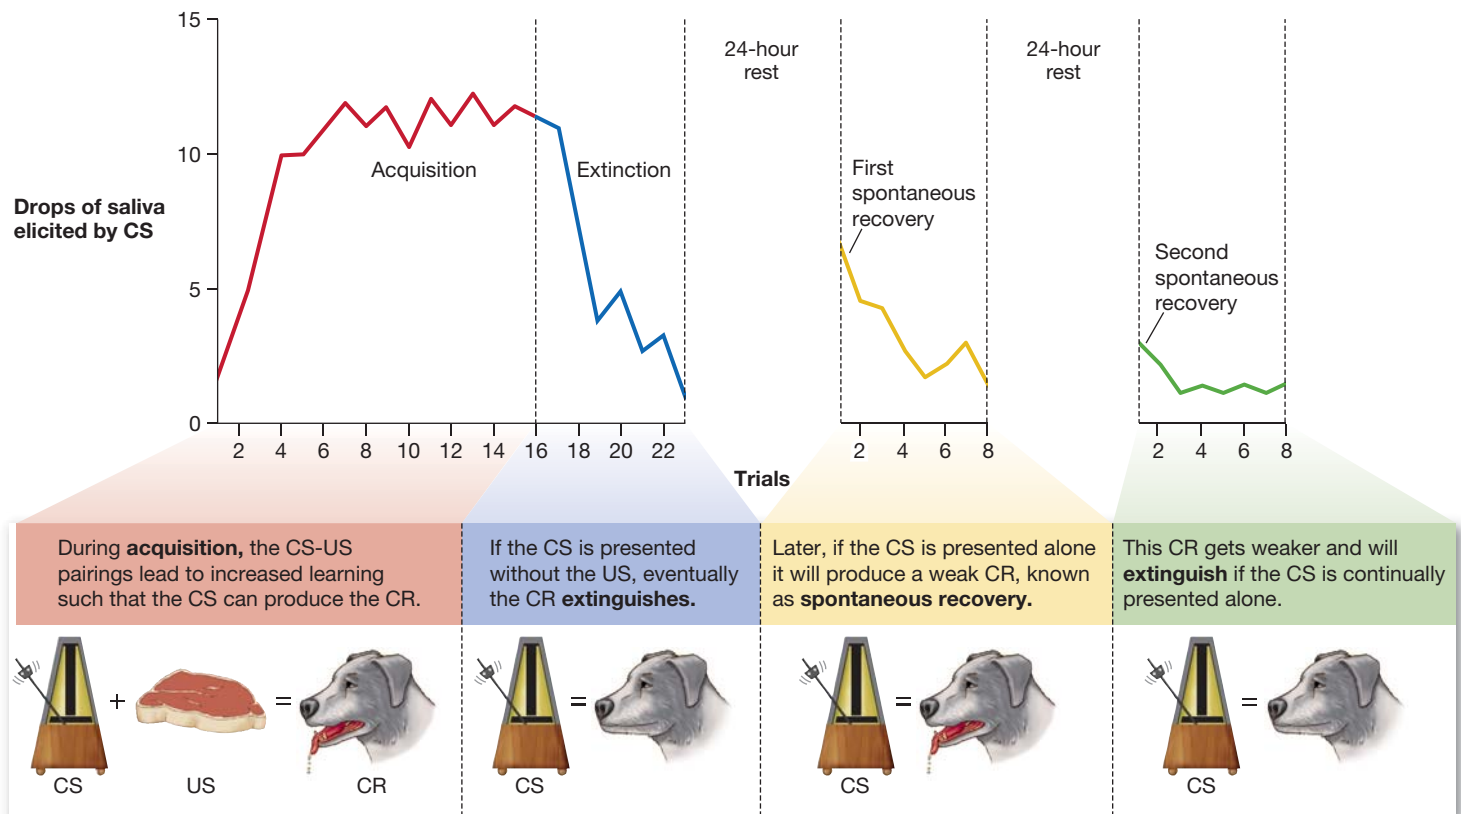 15
10
5
0
Drops of saliva
elicited by CS
Acquisition
Extinction
24-hour
rest
First
spontaneous
recovery
24-hour
rest
Second
spontaneous
recovery
2 4 6 8 10 12 14 16 18 20 22
2 4 6 8
2 4 6 8
Trials
During acquisition, the CS-US
pairings lead to increased learning
such that the CS can produce the CR.
If the CS is presented
without the US, eventually
the CR extinguishes.
Later, if the CS is presented alone
it will produce a weak CR, known
as spontaneous recovery.
This CR gets weaker and will
extinguish if the CS is continually
presented alone.
+ =
=
=
=
CS US CR
CS
CS
CS